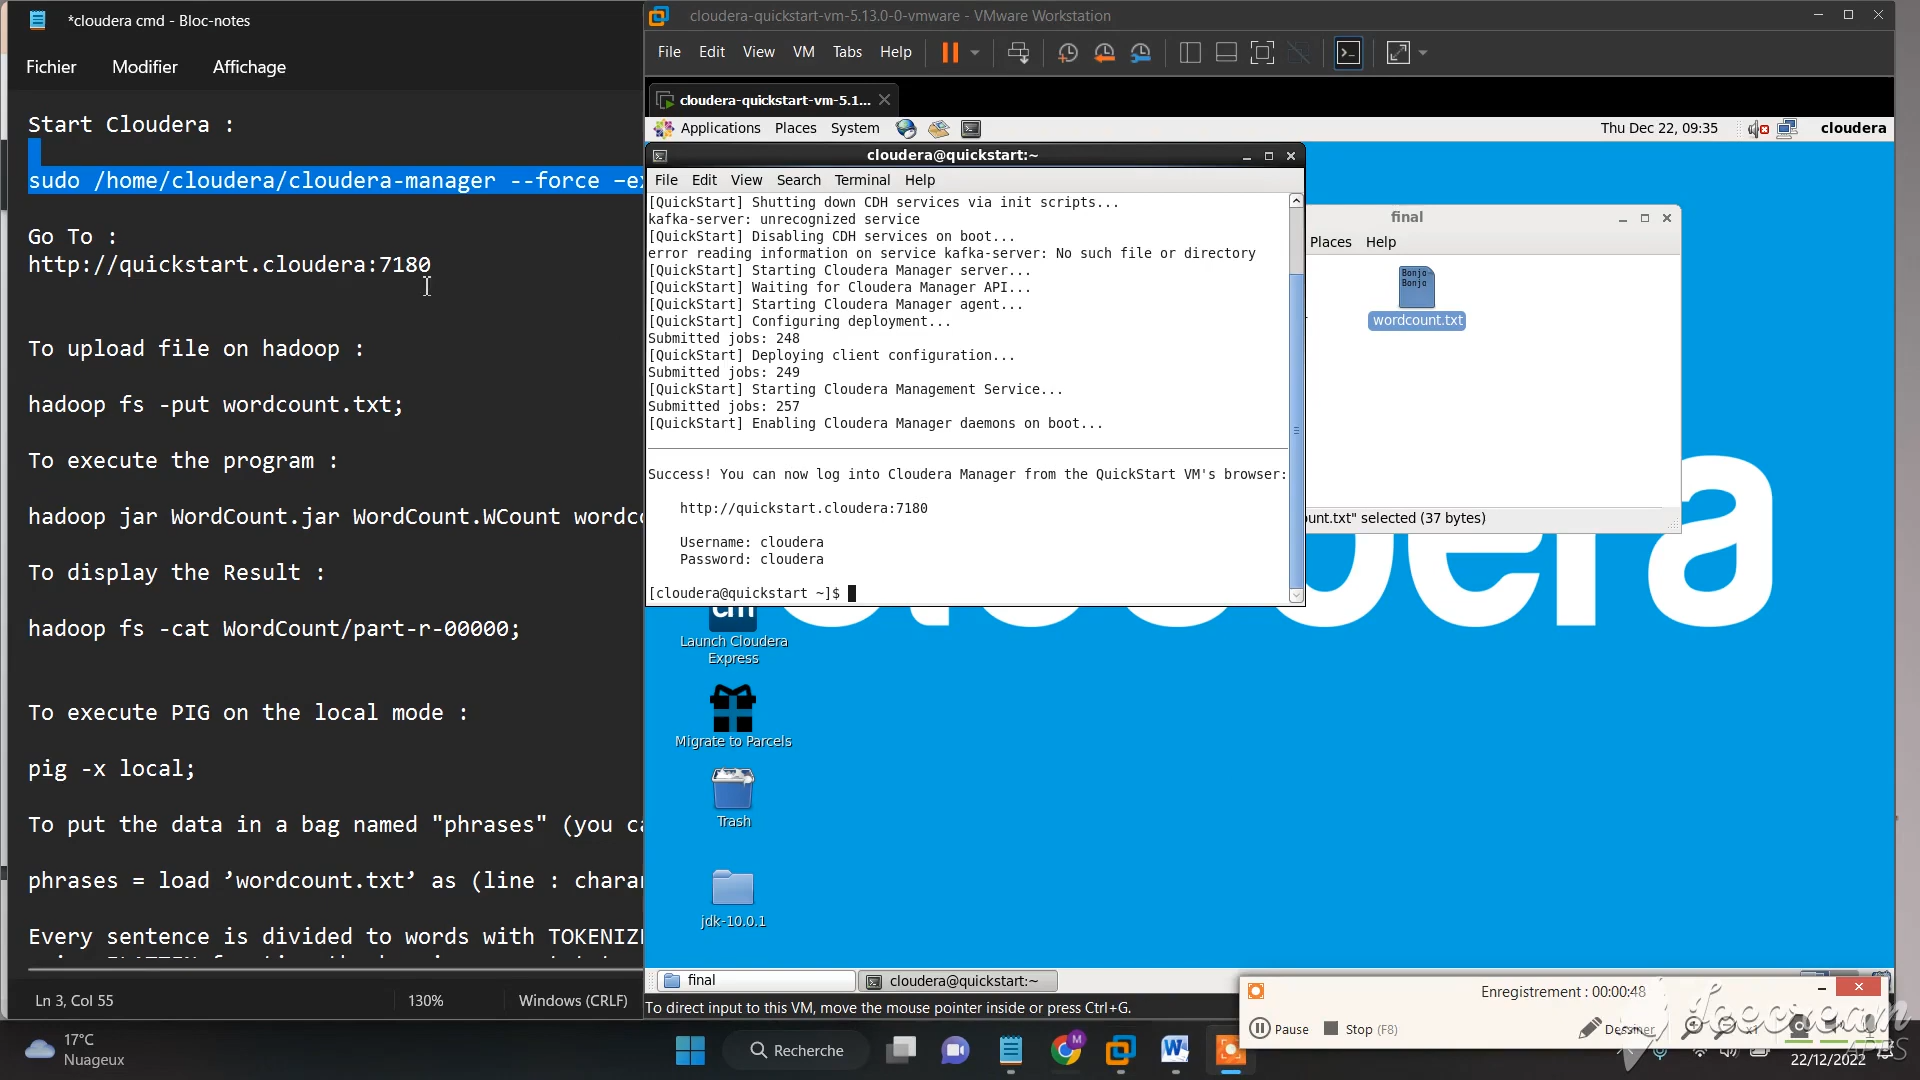 *cloudera cmd - Bloc-notes
Fichier Modifier Affichage
Start Cloudera :
sudo /home/cloudera/cloudera-manager --force –ex
Go To :
http://quickstart.cloudera:7180
To upload file on hadoop :
hadoop fs -put wordcount.txt;
To execute the program :
hadoop jar WordCount.jar WordCount.WCount wordco
To display the Result :
hadoop fs -cat WordCount/part-r-00000;
To execute PIG on the local mode :
pig -x local;
To put the data in a bag named "phrases" (you ca
phrases = load ’wordcount.txt’ as (line : charar
Every sentence is divided to words with TOKENIZE
Ln 3, Col 55 130% Windows (CRLF)
cloudera-quickstart-vm-5.13.0-0-vmware - VMware Workstation
File Edit View VM Tabs Help
cloudera-quickstart-vm-5.1...
Applications Places System Thu Dec 22, 09:35 cloudera
cloudera@quickstart:~
File Edit View Search Terminal Help
[QuickStart] Shutting down CDH services via init scripts...
kafka-server: unrecognized service
[QuickStart] Disabling CDH services on boot...
error reading information on service kafka-server: No such file or directory
[QuickStart] Starting Cloudera Manager server...
[QuickStart] Waiting for Cloudera Manager API...
[QuickStart] Starting Cloudera Manager agent...
[QuickStart] Configuring deployment...
Submitted jobs: 248
[QuickStart] Deploying client configuration...
Submitted jobs: 249
[QuickStart] Starting Cloudera Management Service...
Submitted jobs: 257
[QuickStart] Enabling Cloudera Manager daemons on boot...
Success! You can now log into Cloudera Manager from the QuickStart VM's browser:
http://quickstart.cloudera:7180
Username: cloudera
Password: cloudera
[cloudera@quickstart ~]$
final
Places Help
Bonjo
Bonjo
wordcount.txt
unt.txt" selected (37 bytes)
cm
Launch Cloudera
Express
Migrate to Parcels
Trash
jdk-10.0.1
final cloudera@quickstart:~
To direct input to this VM, move the mouse pointer inside or press Ctrl+G.
Enregistrement : 00:00:48
Pause Stop (F8) Dessiner
Icecream
APPS
17°C
Nuageux
Recherche
22/12/2022